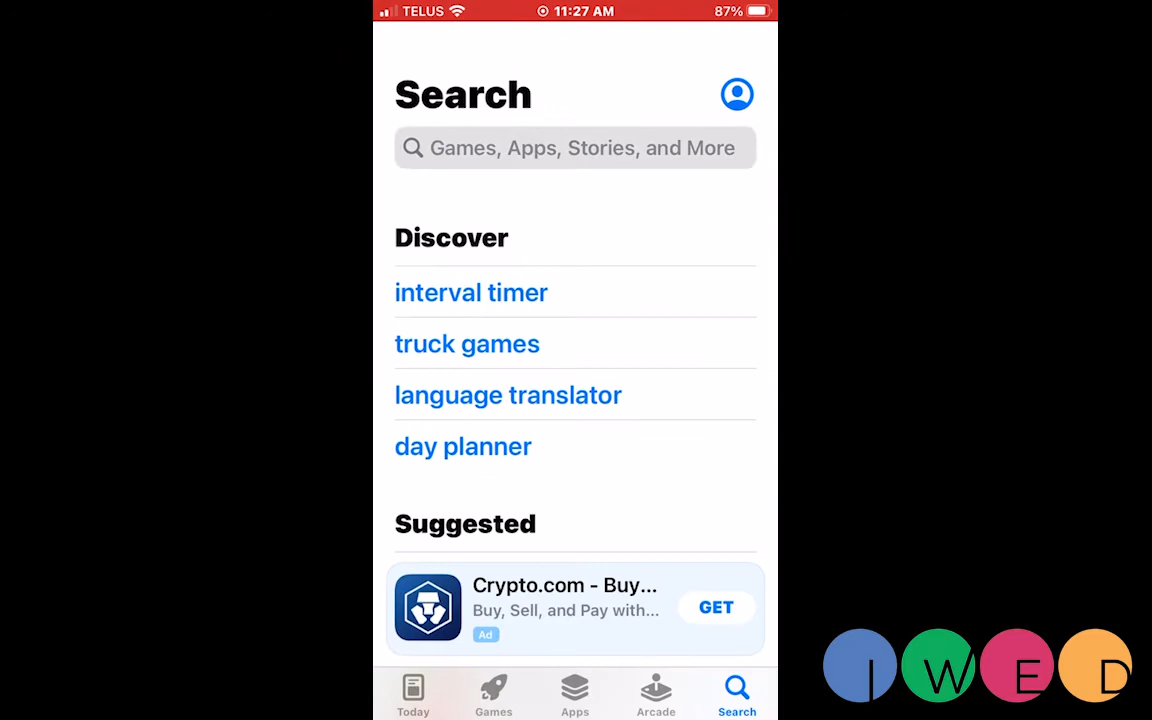 TELUS 11:27 AM 87%
Search
Games, Apps, Stories, and More
Discover
interval timer
truck games
language translator
day planner
Suggested
Crypto.com - Buy...
Buy, Sell, and Pay with...
GET
Ad
Today Games Apps Arcade Search
I W E D